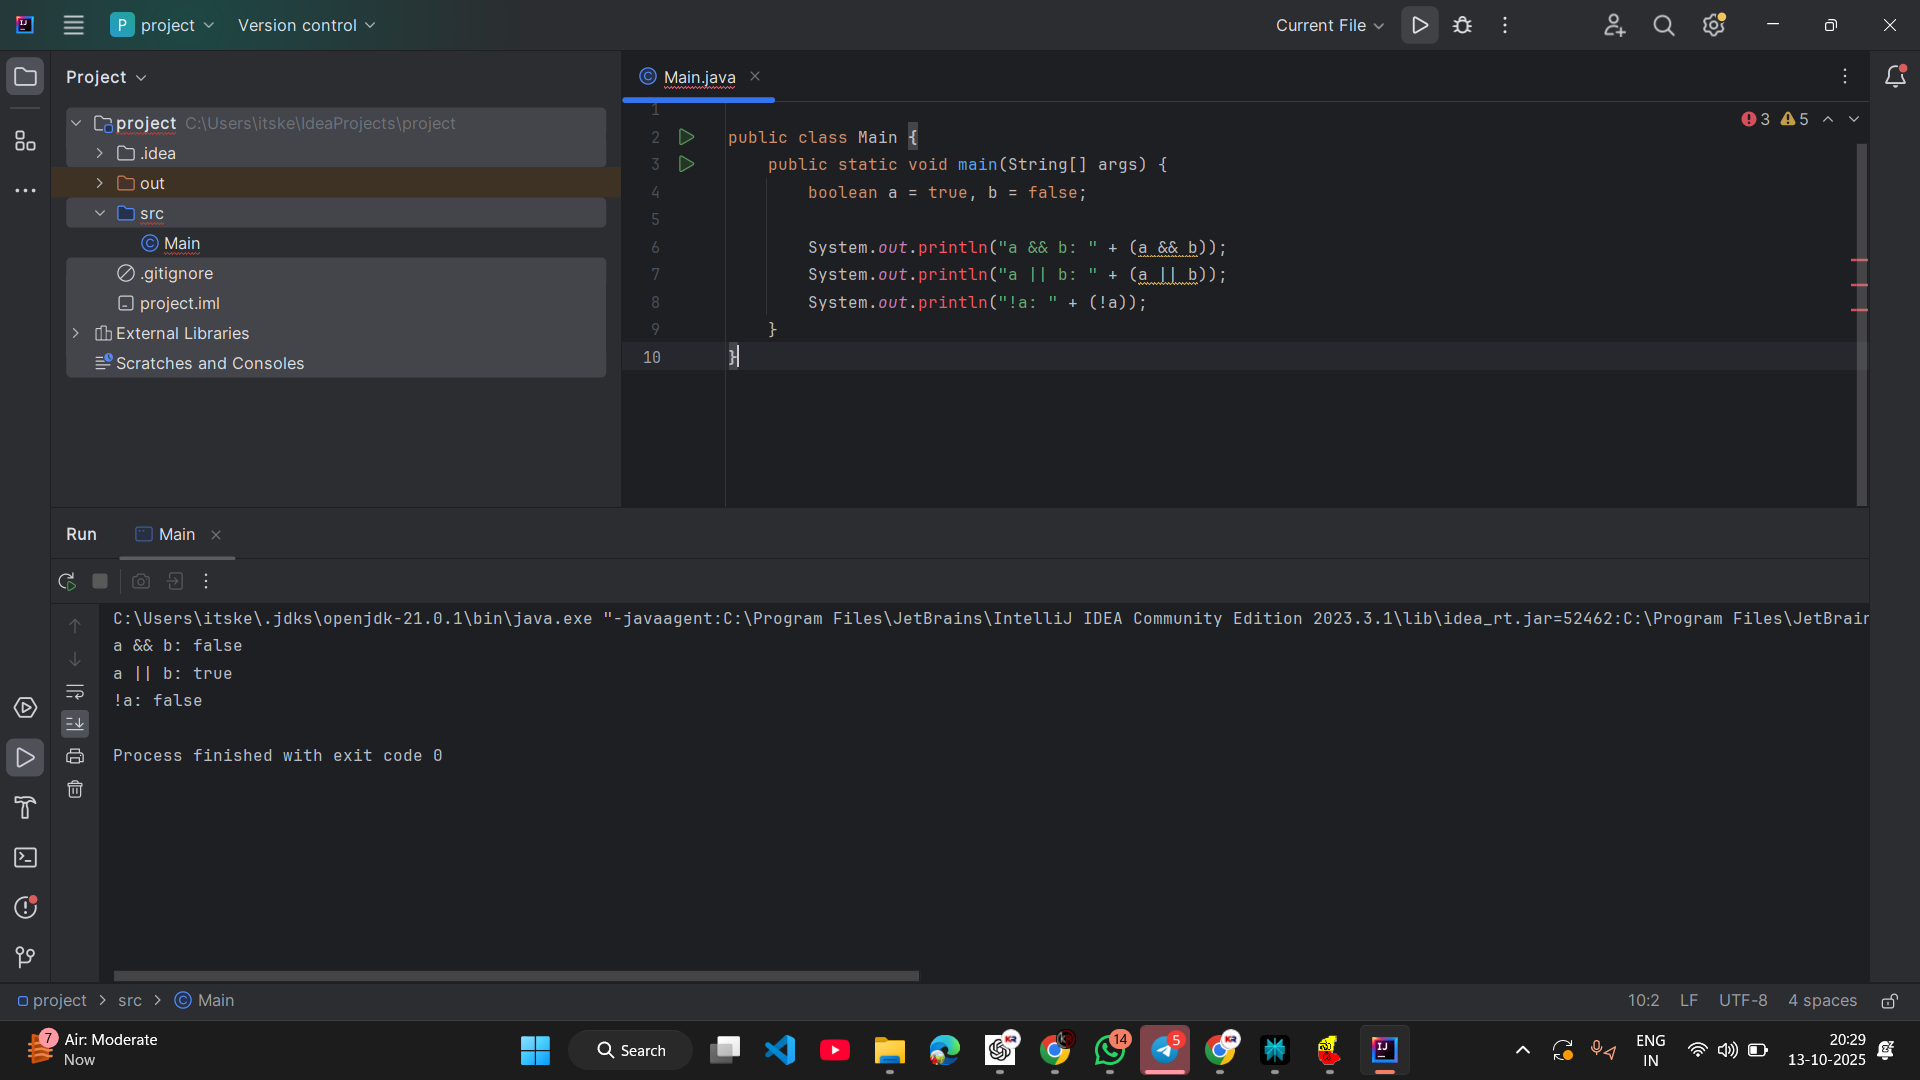 P project Version control Current File
Project
Main.java
project C:\Users\itske\IdeaProjects\project
.idea
out
src
Main
.gitignore
project.iml
External Libraries
Scratches and Consoles
3 5
1
2 public class Main {
3 public static void main(String[] args) {
4 boolean a = true, b = false;
5
6 System.out.println("a && b: " + (a && b));
7 System.out.println("a || b: " + (a || b));
8 System.out.println("!a: " + (!a));
9 }
10 }
Run Main
C:\Users\itske\.jdks\openjdk-21.0.1\bin\java.exe "-javaagent:C:\Program Files\JetBrains\IntelliJ IDEA Community Edition 2023.3.1\lib\idea_rt.jar=52462:C:\Program Files\JetBrain
a && b: false
a || b: true
!a: false
Process finished with exit code 0
project src Main 10:2 LF UTF-8 4 spaces
7 Air: Moderate
Now
Search
14
5
ENG
IN
20:29
13-10-2025